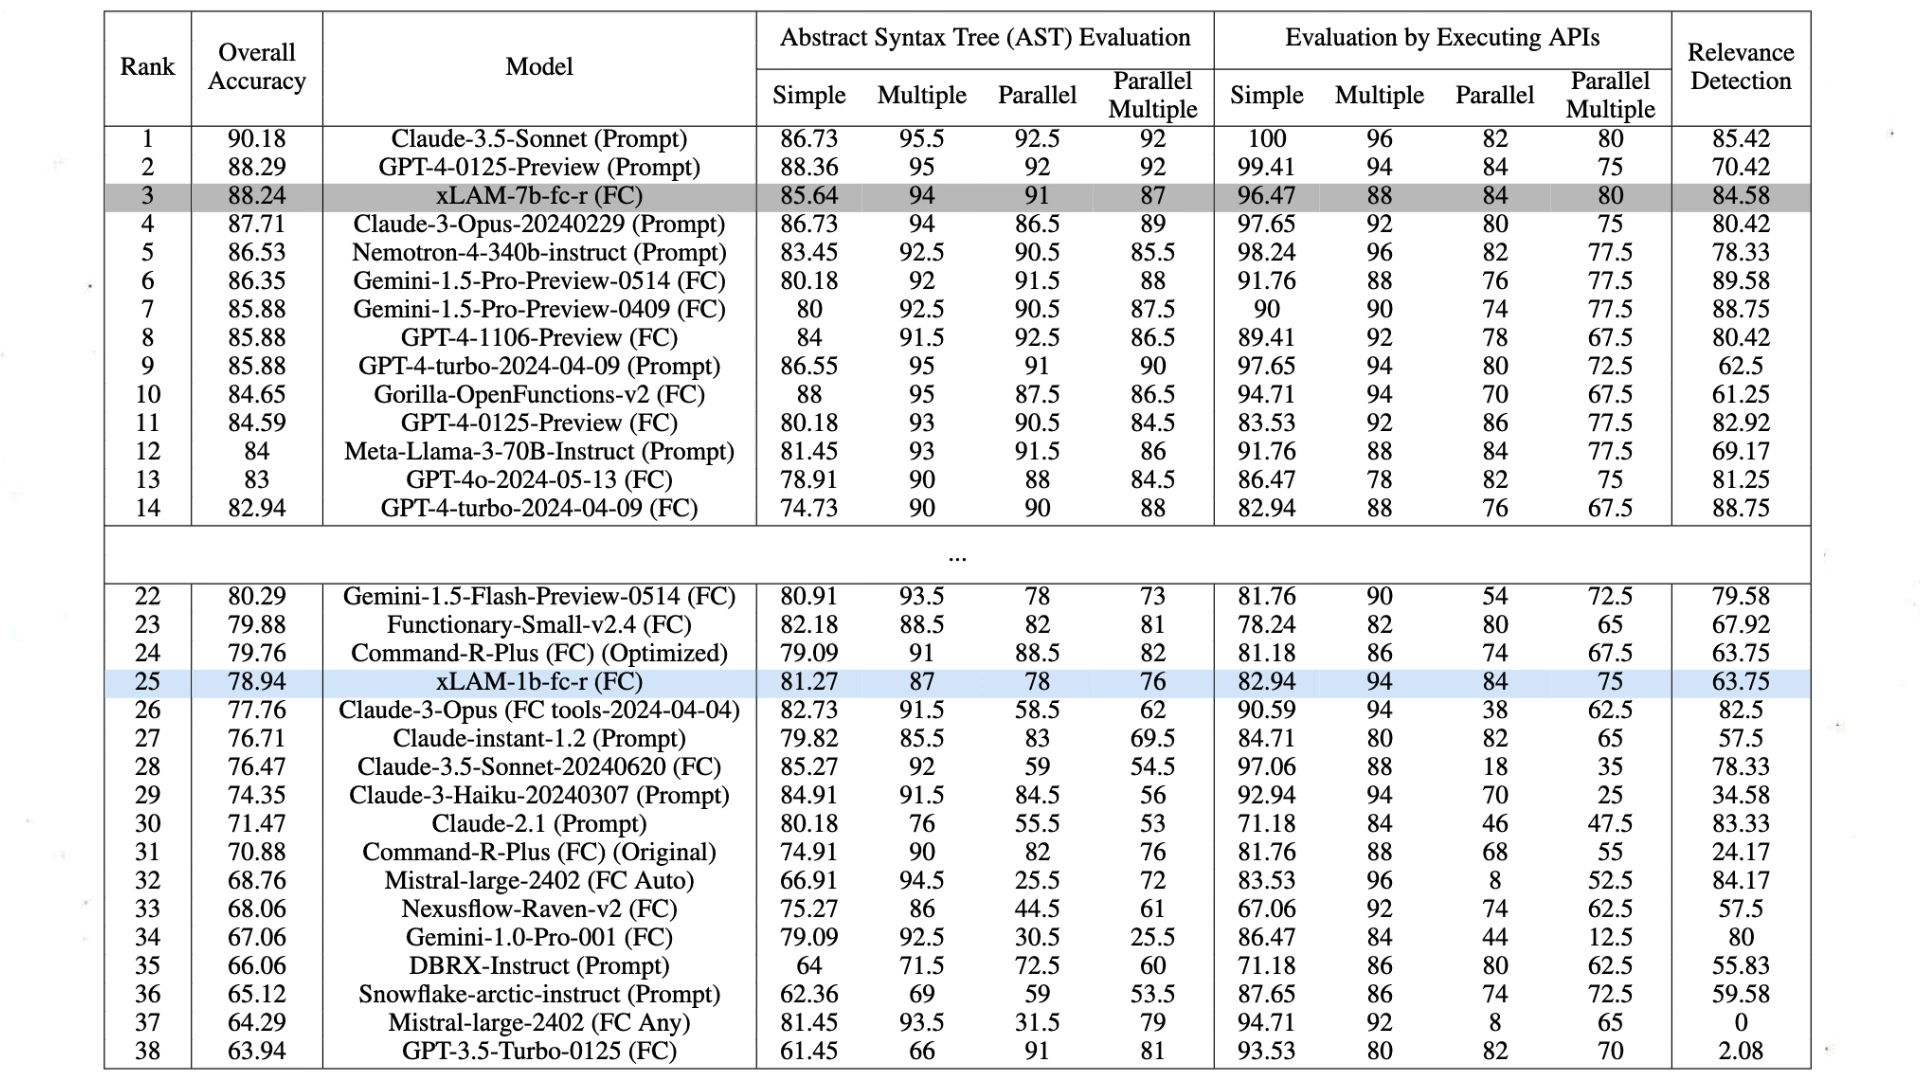 Rank Overall Accuracy Model Abstract Syntax Tree (AST) Evaluation Evaluation by Executing APIs Relevance Detection
Simple Multiple Parallel Parallel Multiple Simple Multiple Parallel Parallel Multiple
1 90.18 Claude-3.5-Sonnet (Prompt) 86.73 95.5 92.5 92 100 96 82 80 85.42
2 88.29 GPT-4-0125-Preview (Prompt) 88.36 95 92 92 99.41 94 84 75 70.42
3 88.24 xLAM-7b-fc-r (FC) 85.64 94 91 87 96.47 88 84 80 84.58
4 87.71 Claude-3-Opus-20240229 (Prompt) 86.73 94 86.5 89 97.65 92 80 75 80.42
5 86.53 Nemotron-4-340b-instruct (Prompt) 83.45 92.5 90.5 85.5 98.24 96 82 77.5 78.33
6 86.35 Gemini-1.5-Pro-Preview-0514 (FC) 80.18 92 91.5 88 91.76 88 76 77.5 89.58
7 85.88 Gemini-1.5-Pro-Preview-0409 (FC) 80 92.5 90.5 87.5 90 90 74 77.5 88.75
8 85.88 GPT-4-1106-Preview (FC) 84 91.5 92.5 86.5 89.41 92 78 67.5 80.42
9 85.88 GPT-4-turbo-2024-04-09 (Prompt) 86.55 95 91 90 97.65 94 80 72.5 62.5
10 84.65 Gorilla-OpenFunctions-v2 (FC) 88 95 87.5 86.5 94.71 94 70 67.5 61.25
11 84.59 GPT-4-0125-Preview (FC) 80.18 93 90.5 84.5 83.53 92 86 77.5 82.92
12 84 Meta-Llama-3-70B-Instruct (Prompt) 81.45 93 91.5 86 91.76 88 84 77.5 69.17
13 83 GPT-4o-2024-05-13 (FC) 78.91 90 88 84.5 86.47 78 82 75 81.25
14 82.94 GPT-4-turbo-2024-04-09 (FC) 74.73 90 90 88 82.94 88 76 67.5 88.75
...
22 80.29 Gemini-1.5-Flash-Preview-0514 (FC) 80.91 93.5 78 73 81.76 90 54 72.5 79.58
23 79.88 Functionary-Small-v2.4 (FC) 82.18 88.5 82 81 78.24 82 80 65 67.92
24 79.76 Command-R-Plus (FC) (Optimized) 79.09 91 88.5 82 81.18 86 74 67.5 63.75
25 78.94 xLAM-1b-fc-r (FC) 81.27 87 78 76 82.94 94 84 75 63.75
26 77.76 Claude-3-Opus (FC tools-2024-04-04) 82.73 91.5 58.5 62 90.59 94 38 62.5 82.5
27 76.71 Claude-instant-1.2 (Prompt) 79.82 85.5 83 69.5 84.71 80 82 65 57.5
28 76.47 Claude-3.5-Sonnet-20240620 (FC) 85.27 92 59 54.5 97.06 88 18 35 78.33
29 74.35 Claude-3-Haiku-20240307 (Prompt) 84.91 91.5 84.5 56 92.94 94 70 25 34.58
30 71.47 Claude-2.1 (Prompt) 80.18 76 55.5 53 71.18 84 46 47.5 83.33
31 70.88 Command-R-Plus (FC) (Original) 74.91 90 82 76 81.76 88 68 55 24.17
32 68.76 Mistral-large-2402 (FC Auto) 66.91 94.5 25.5 72 83.53 96 8 52.5 84.17
33 68.06 Nexusflow-Raven-v2 (FC) 75.27 86 44.5 61 67.06 92 74 62.5 57.5
34 67.06 Gemini-1.0-Pro-001 (FC) 79.09 92.5 30.5 25.5 86.47 84 44 12.5 80
35 66.06 DBRX-Instruct (Prompt) 64 71.5 72.5 60 71.18 86 80 62.5 55.83
36 65.12 Snowflake-arctic-instruct (Prompt) 62.36 69 59 53.5 87.65 86 74 72.5 59.58
37 64.29 Mistral-large-2402 (FC Any) 81.45 93.5 31.5 79 94.71 92 8 65 0
38 63.94 GPT-3.5-Turbo-0125 (FC) 61.45 66 91 81 93.53 80 82 70 2.08